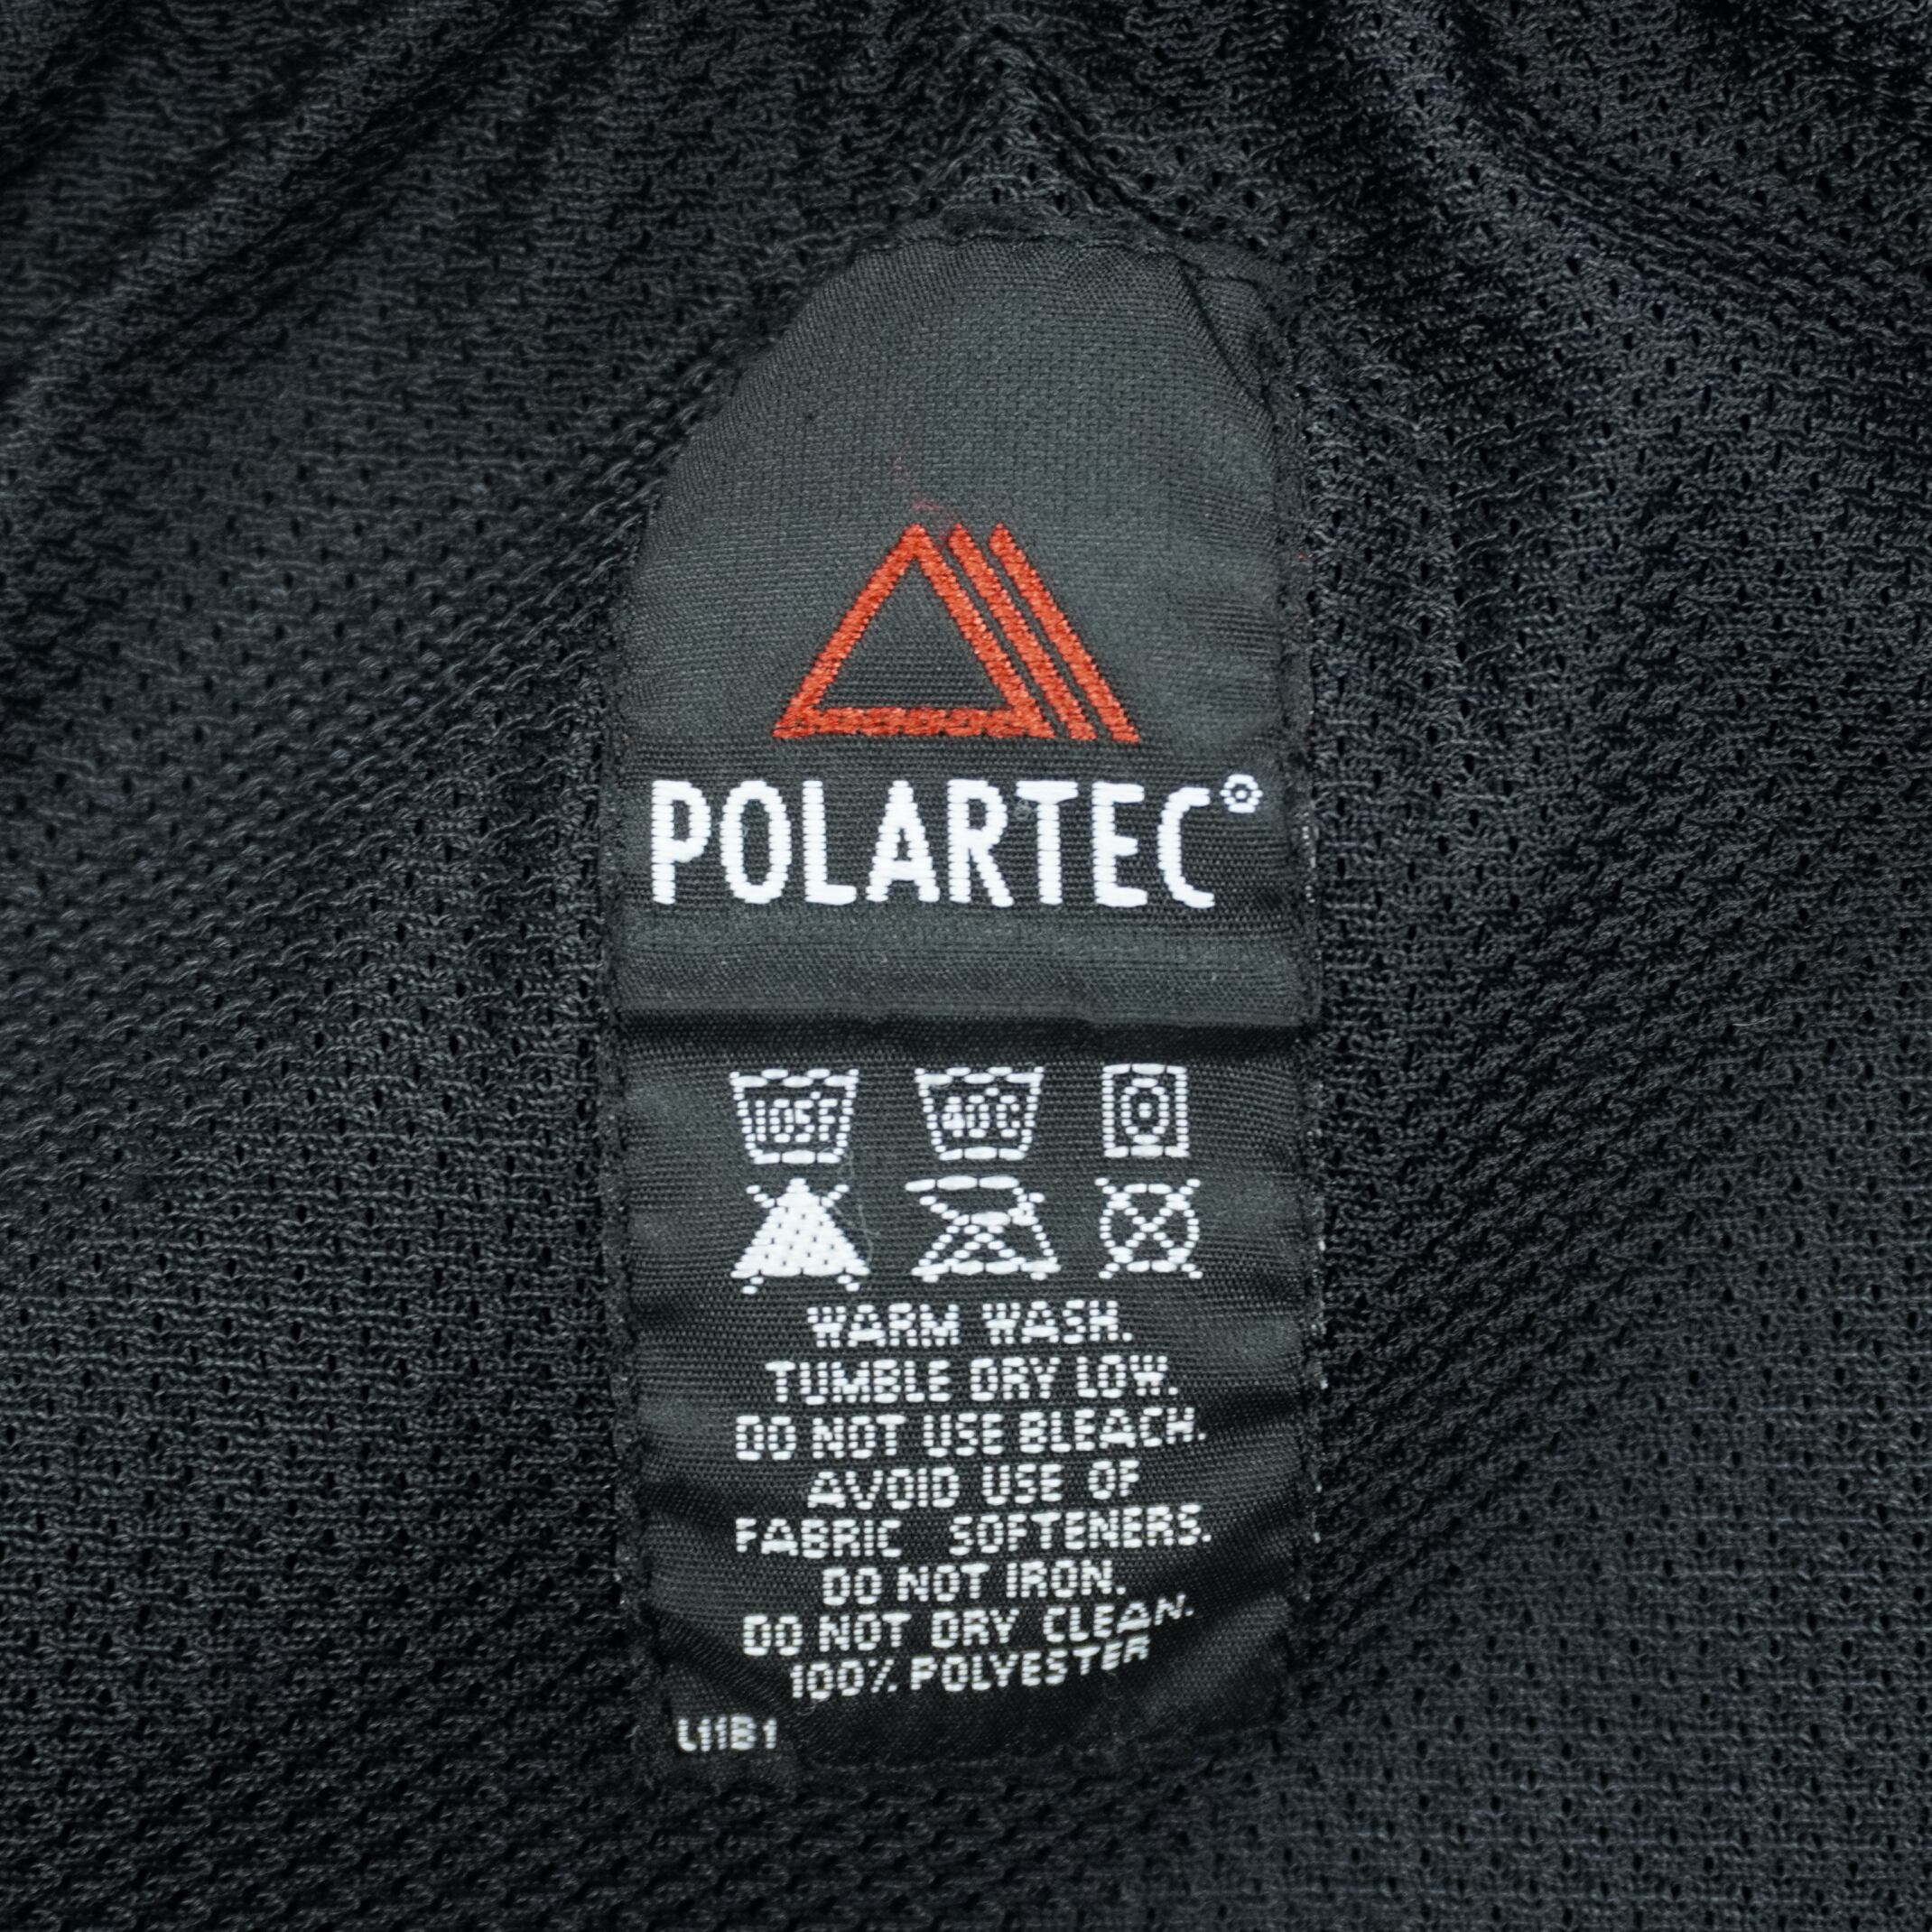 POLARTEC®
105F 40C
WARM WASH.
TUMBLE DRY LOW.
DO NOT USE BLEACH.
AVOID USE OF
FABRIC SOFTENERS.
DO NOT IRON.
DO NOT DRY CLEAN.
100% POLYESTER
L11B1